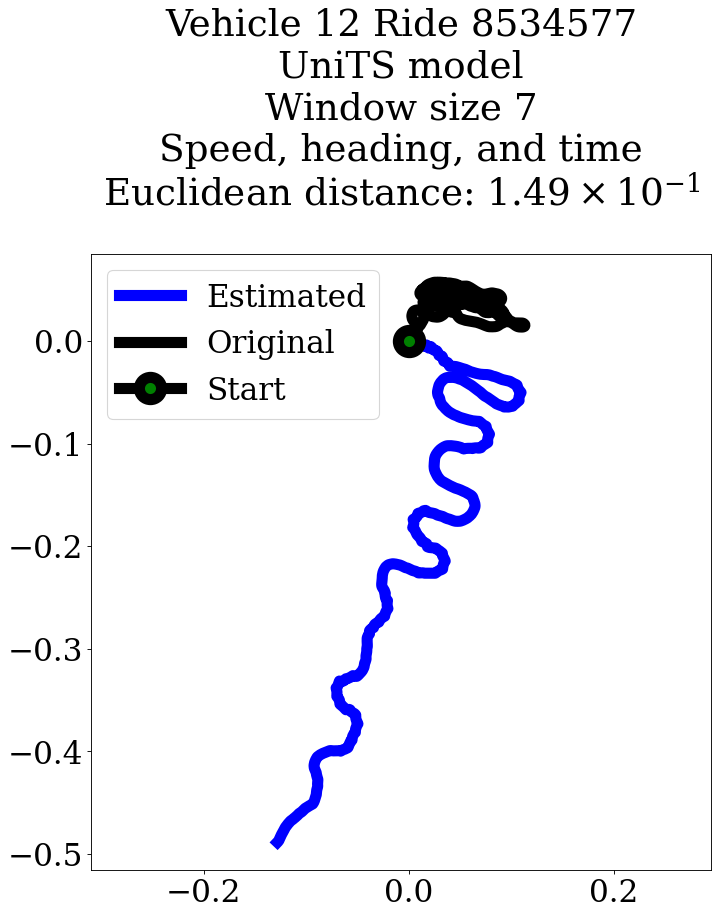 Vehicle 12 Ride 8534577
UniTS model
Window size 7
Speed, heading, and time
Euclidean distance: 1.49 × 10⁻¹
Estimated
Original
Start
0.0
−0.1
−0.2
−0.3
−0.4
−0.5
−0.2
0.0
0.2